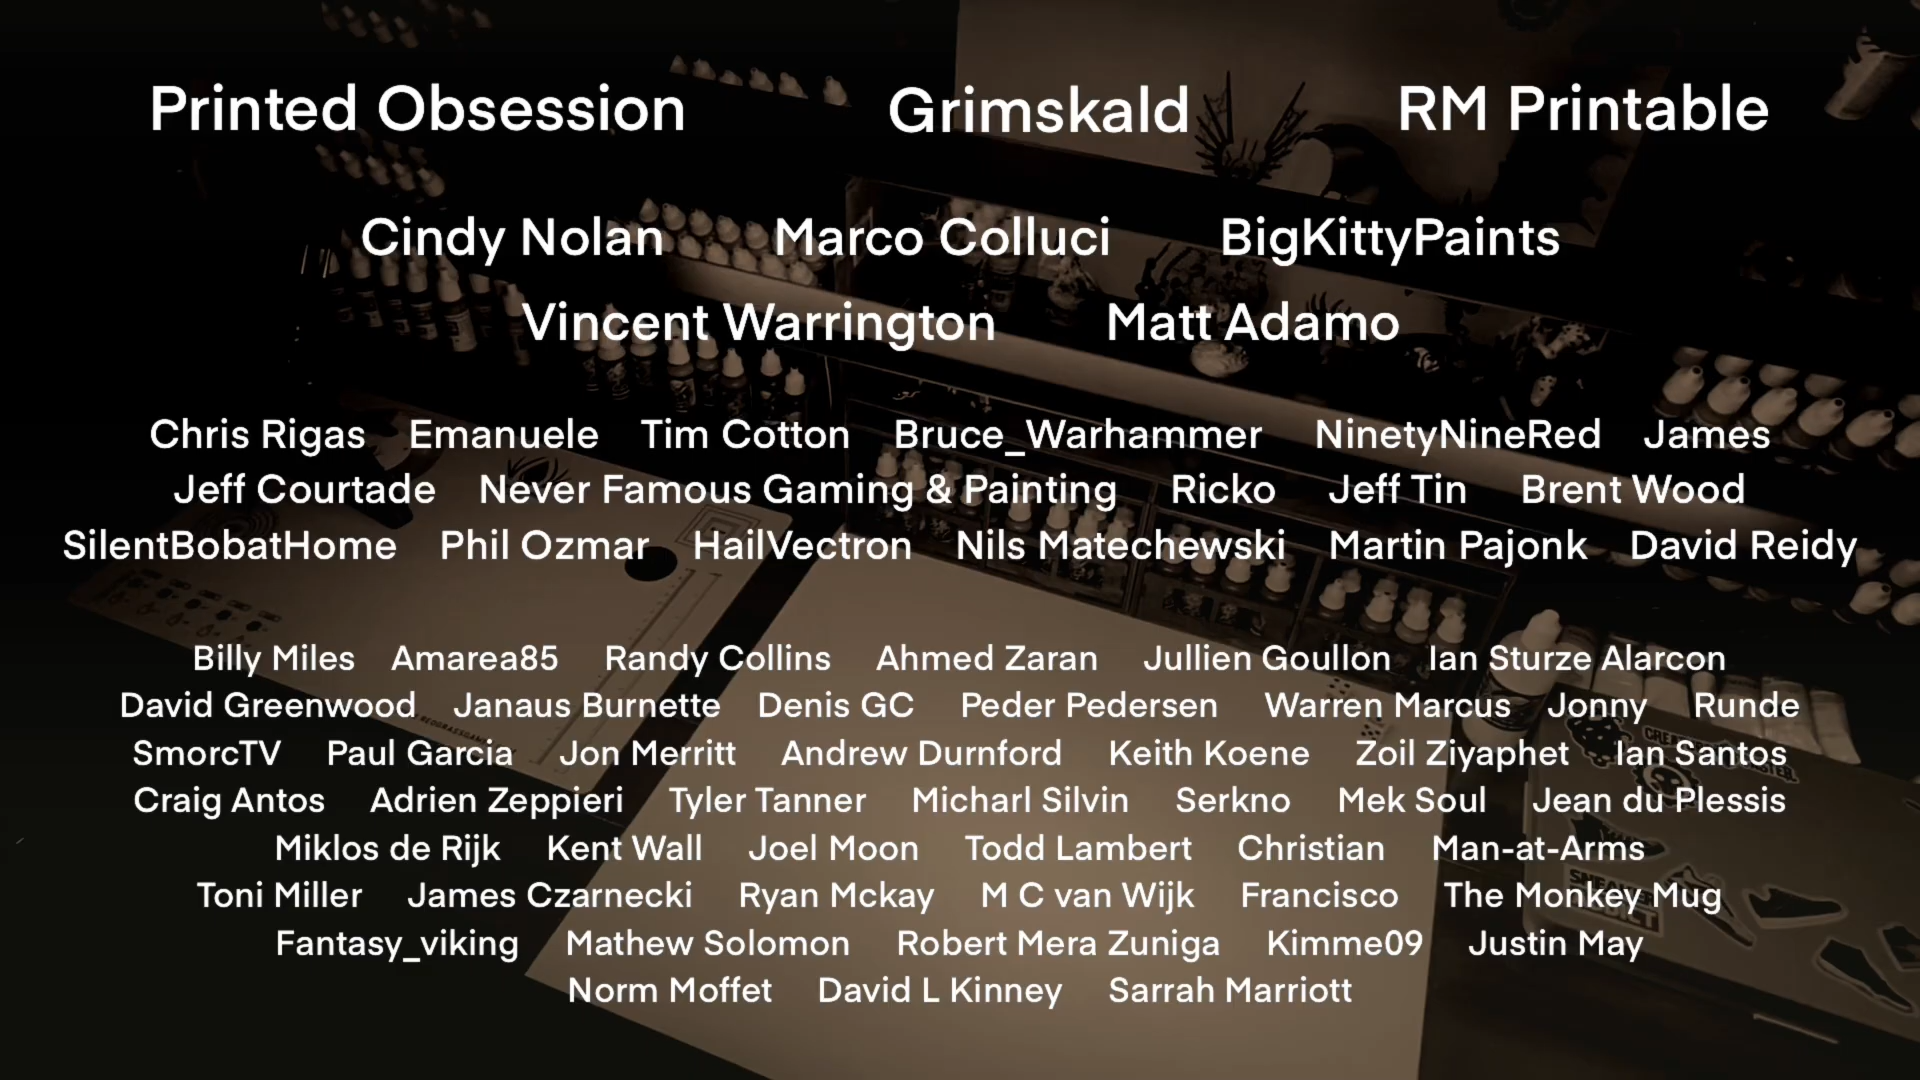 Printed Obsession Grimskald RM Printable
Cindy Nolan Marco Colluci BigKittyPaints
Vincent Warrington Matt Adamo
Chris Rigas Emanuele Tim Cotton Bruce_Warhammer NinetyNineRed James
Jeff Courtade Never Famous Gaming & Painting Ricko Jeff Tin Brent Wood
SilentBobatHome Phil Ozmar HailVectron Nils Matechewski Martin Pajonk David Reidy
Billy Miles Amarea85 Randy Collins Ahmed Zaran Jullien Goullon Ian Sturze Alarcon
David Greenwood Janaus Burnette Denis GC Peder Pedersen Warren Marcus Jonny Runde
SmorcTV Paul Garcia Jon Merritt Andrew Durnford Keith Koene Zoil Ziyaphet Ian Santos
Craig Antos Adrien Zeppieri Tyler Tanner Micharl Silvin Serkno Mek Soul Jean du Plessis
Miklos de Rijk Kent Wall Joel Moon Todd Lambert Christian Man-at-Arms
Toni Miller James Czarnecki Ryan Mckay M C van Wijk Francisco The Monkey Mug
Fantasy_viking Mathew Solomon Robert Mera Zuniga Kimme09 Justin May
Norm Moffet David L Kinney Sarrah Marriott